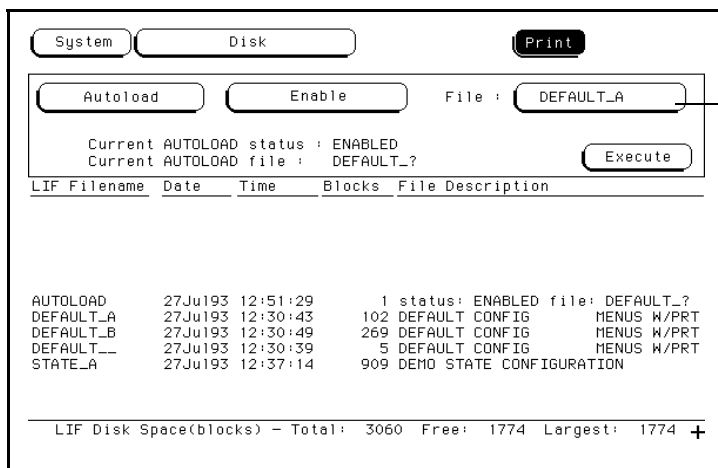 System Disk Print
Autoload Enable File : DEFAULT_A
Current AUTOLOAD status : ENABLED
Current AUTOLOAD file : DEFAULT_?
Execute
LIF Filename Date Time Blocks File Description
AUTOLOAD 27Jul93 12:51:29 1 status: ENABLED file: DEFAULT_?
DEFAULT_A 27Jul93 12:30:43 102 DEFAULT CONFIG MENUS W/PRT
DEFAULT_B 27Jul93 12:30:49 269 DEFAULT CONFIG MENUS W/PRT
DEFAULT__ 27Jul93 12:30:39 5 DEFAULT CONFIG MENUS W/PRT
STATE_A 27Jul93 12:37:14 909 DEMO STATE CONFIGURATION
LIF Disk Space(blocks) - Total: 3060 Free: 1774 Largest: 1774 +